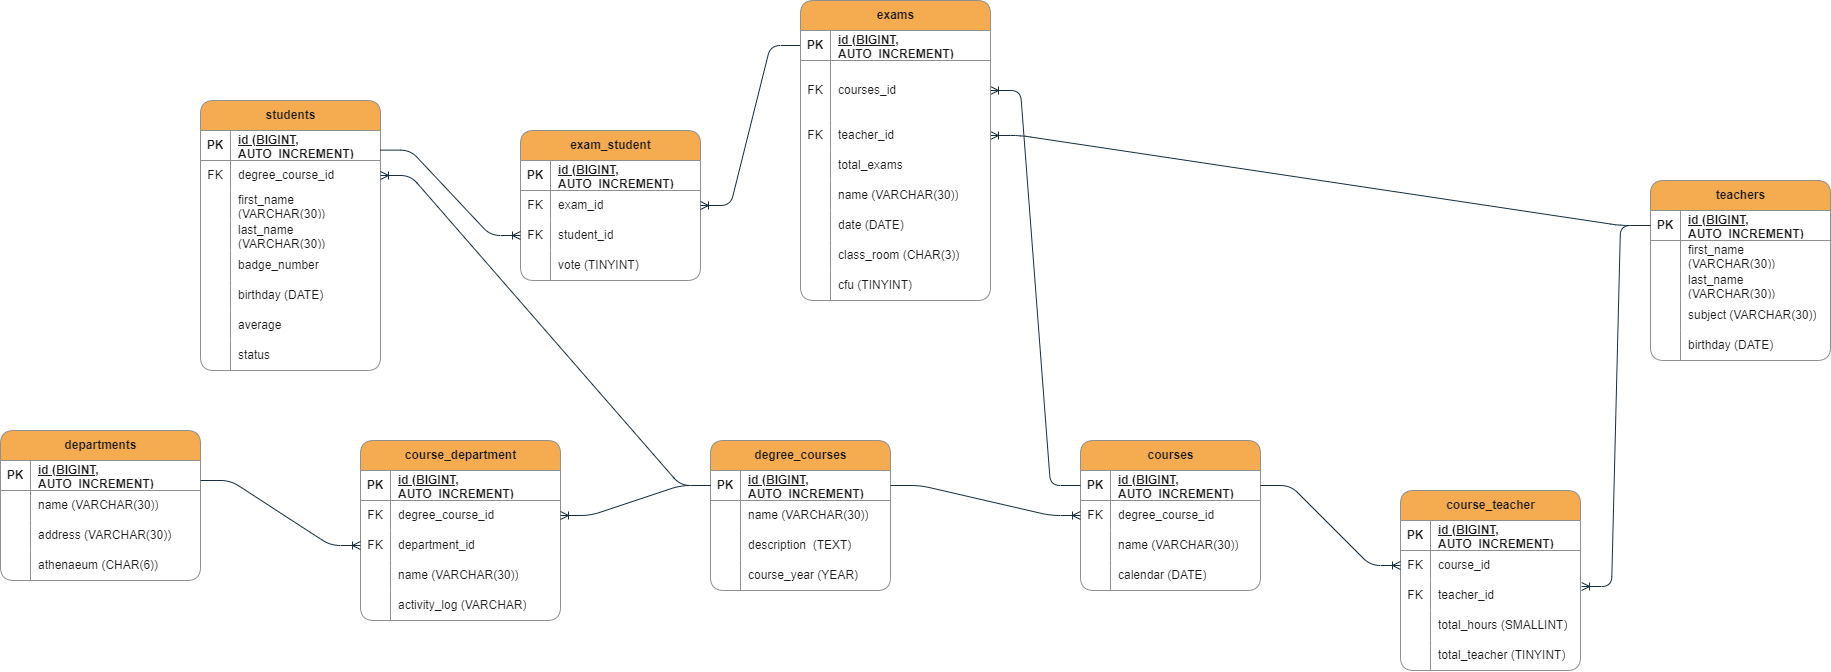 exams
PK
id (BIGINT,
AUTO_INCREMENT)
FK courses_id
FK teacher_id
total_exams
name (VARCHAR(30))
date (DATE)
class_room (CHAR(3))
cfu (TINYINT)
students
PK
id (BIGINT,
AUTO_INCREMENT)
FK degree_course_id
first_name
(VARCHAR(30))
last_name
(VARCHAR(30))
badge_number
birthday (DATE)
average
status
exam_student
PK
id (BIGINT,
AUTO_INCREMENT)
FK exam_id
FK student_id
vote (TINYINT)
teachers
PK
id (BIGINT,
AUTO_INCREMENT)
first_name
(VARCHAR(30))
last_name
(VARCHAR(30))
subject (VARCHAR(30))
birthday (DATE)
departments
PK
id (BIGINT,
AUTO_INCREMENT)
name (VARCHAR(30))
address (VARCHAR(30))
athenaeum (CHAR(6))
course_department
PK
id (BIGINT,
AUTO_INCREMENT)
FK degree_course_id
FK department_id
name (VARCHAR(30))
activity_log (VARCHAR)
degree_courses
PK
id (BIGINT,
AUTO_INCREMENT)
name (VARCHAR(30))
description (TEXT)
course_year (YEAR)
courses
PK
id (BIGINT,
AUTO_INCREMENT)
FK degree_course_id
name (VARCHAR(30))
calendar (DATE)
course_teacher
PK
id (BIGINT,
AUTO_INCREMENT)
FK course_id
FK teacher_id
total_hours (SMALLINT)
total_teacher (TINYINT)